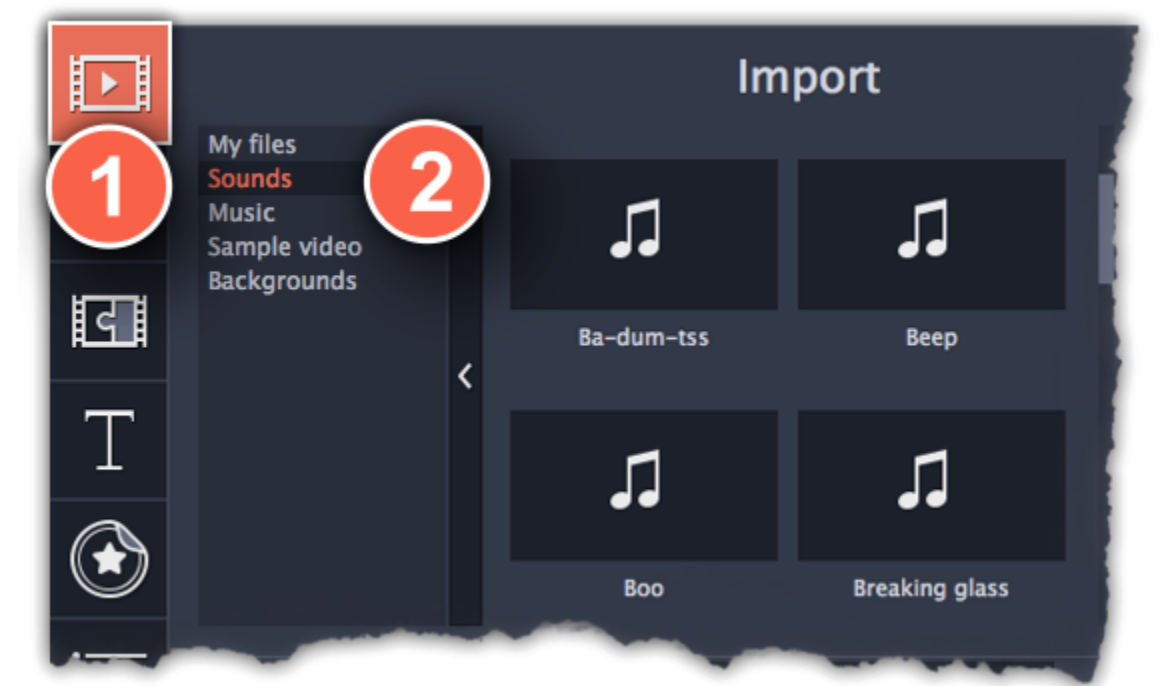 Import
1
2
My files
Sounds
Music
Sample video
Backgrounds
Ba-dum-tss
Beep
Boo
Breaking glass
T